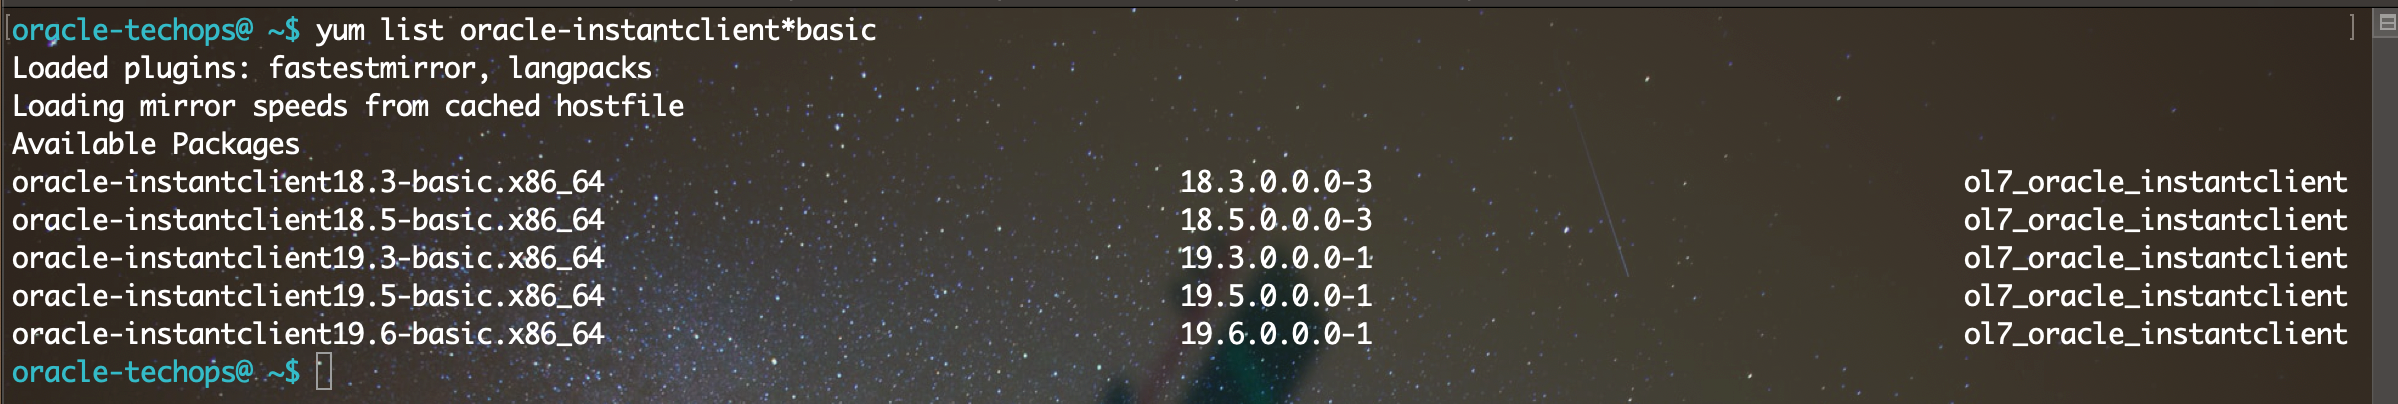 oracle-techops@ ~$ yum list oracle-instantclient*basic
Loaded plugins: fastestmirror, langpacks
Loading mirror speeds from cached hostfile
Available Packages
oracle-instantclient18.3-basic.x86_64 18.3.0.0.0-3 ol7_oracle_instantclient
oracle-instantclient18.5-basic.x86_64 18.5.0.0.0-3 ol7_oracle_instantclient
oracle-instantclient19.3-basic.x86_64 19.3.0.0.0-1 ol7_oracle_instantclient
oracle-instantclient19.5-basic.x86_64 19.5.0.0.0-1 ol7_oracle_instantclient
oracle-instantclient19.6-basic.x86_64 19.6.0.0.0-1 ol7_oracle_instantclient
oracle-techops@ ~$